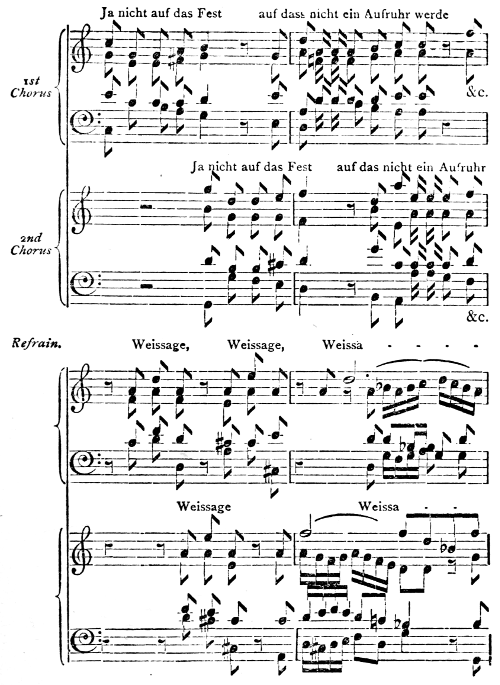 Ja nicht auf das Fest auf dass nicht ein Aufruhr werde
1st
Chorus
&c.
Ja nicht auf das Fest auf das nicht ein Aufruhr
2nd
Chorus
&c.
Refrain. Weissage, Weissage, Weissa - - - -
Weissage Weissa - -